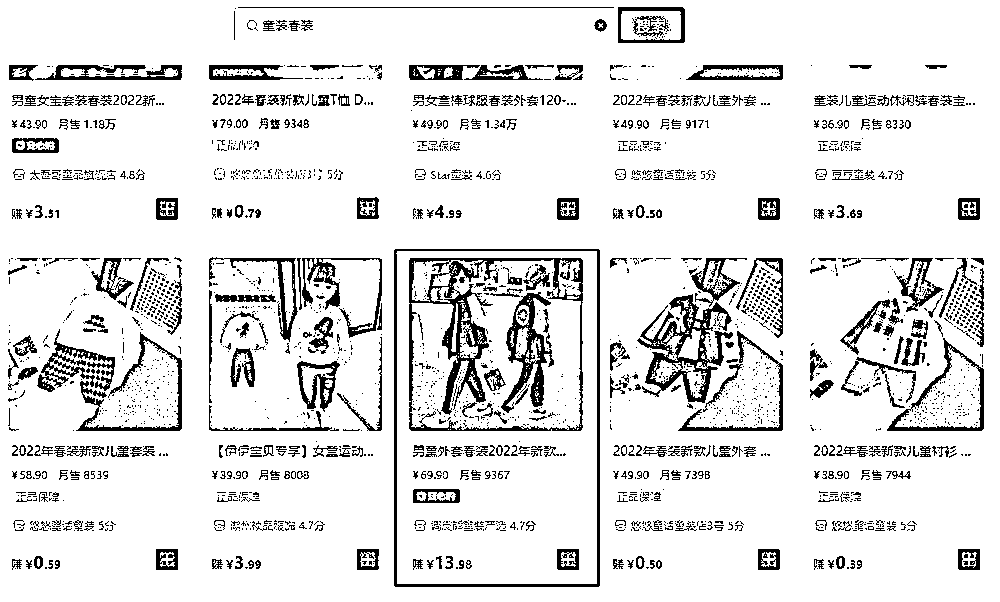 童装春装
搜索
男童女宝套装春装2022新...
¥43.90 月售 1.18万
4.8分
赚 ¥3.51
2022年春装新款儿童T恤 D...
¥79.00 月售 9348
正品保障
悠悠童话童装店3号 5分
赚 ¥0.79
男女童棒球服春装外套120-...
¥49.90 月售 1.34万
正品保障
Star童装 4.6分
赚 ¥4.99
2022年春装新款儿童外套 ...
¥49.90 月售 9171
正品保障
悠悠童话童装 5分
赚 ¥0.50
童装儿童运动休闲裤春装宝...
¥36.90 月售 8330
正品保障
豆豆童装 4.7分
赚 ¥3.69
2022年春装新款儿童套装 ...
¥58.90 月售 8539
正品保障
悠悠童话童装 5分
赚 ¥0.59
【伊伊宝贝专享】女童运动...
¥39.90 月售 8008
正品保障
4.7分
赚 ¥3.99
男童外套春装2022年新款...
¥69.90 月售 9367
4.7分
赚 ¥13.98
2022年春装新款儿童外套 ...
¥49.90 月售 7398
正品保障
悠悠童话童装店3号 5分
赚 ¥0.50
2022年春装新款儿童衬衫 ...
¥38.90 月售 7944
正品保障
悠悠童话童装 5分
赚 ¥0.39